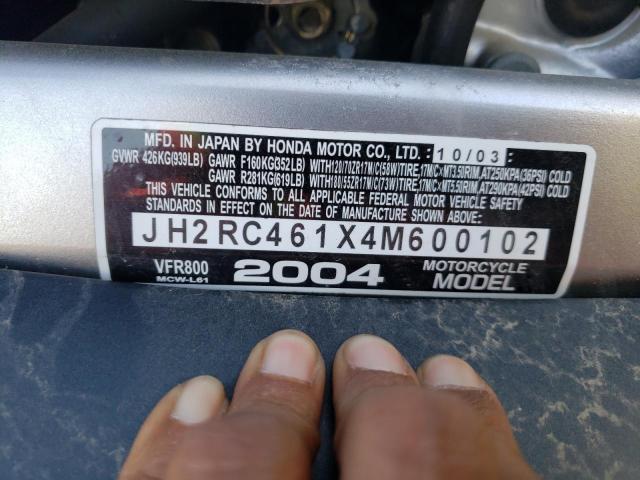 MFD. IN JAPAN BY HONDA MOTOR CO., LTD. 10/03
GVWR 426KG(939LB) GAWR F160KG(352LB) WITH120/70ZR17M/C(58W)TIRE,17M/C×MT3.50RIM,AT250KPA(36PSI) COLD
GAWR R281KG(619LB) WITH180/55ZR17M/C(73W)TIRE,17M/C×MT5.50RIM,AT290KPA(42PSI) COLD
THIS VEHICLE CONFORMS TO ALL APPLICABLE FEDERAL MOTOR VEHICLE SAFETY
STANDARDS IN EFFECT ON THE DATE OF MANUFACTURE SHOWN ABOVE.
JH2RC461X4M600102
VFR800 2004 MOTORCYCLE
MCW-L61 MODEL